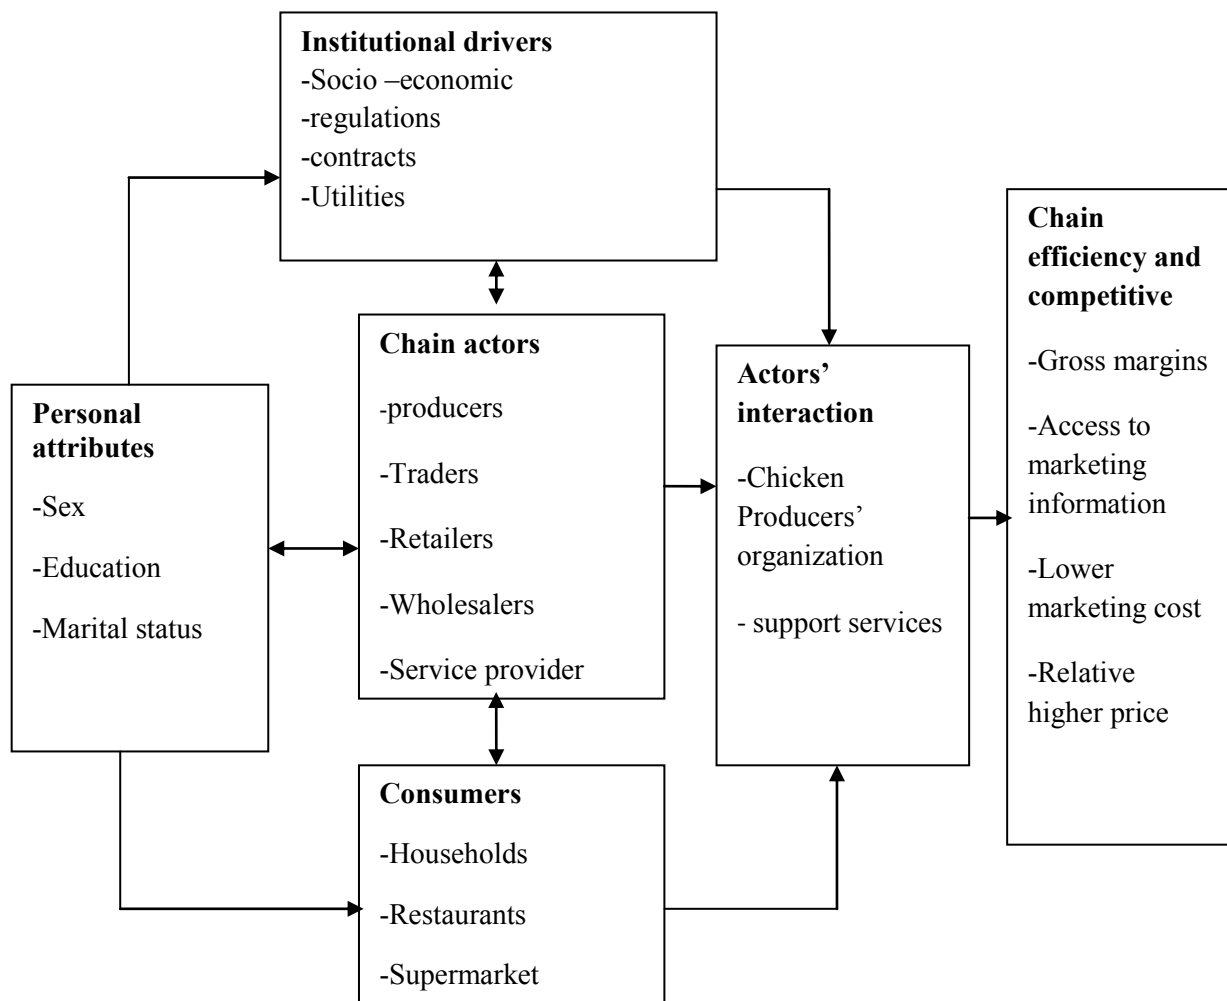 Institutional drivers
-Socio –economic
-regulations
-contracts
-Utilities
Chain
efficiency and
competitive
-Gross margins
-Access to
marketing
information
-Lower
marketing cost
-Relative
higher price
Chain actors
-producers
-Traders
-Retailers
-Wholesalers
-Service provider
Actors’
interaction
-Chicken
Producers’
organization
- support services
Personal
attributes
-Sex
-Education
-Marital status
Consumers
-Households
-Restaurants
-Supermarket